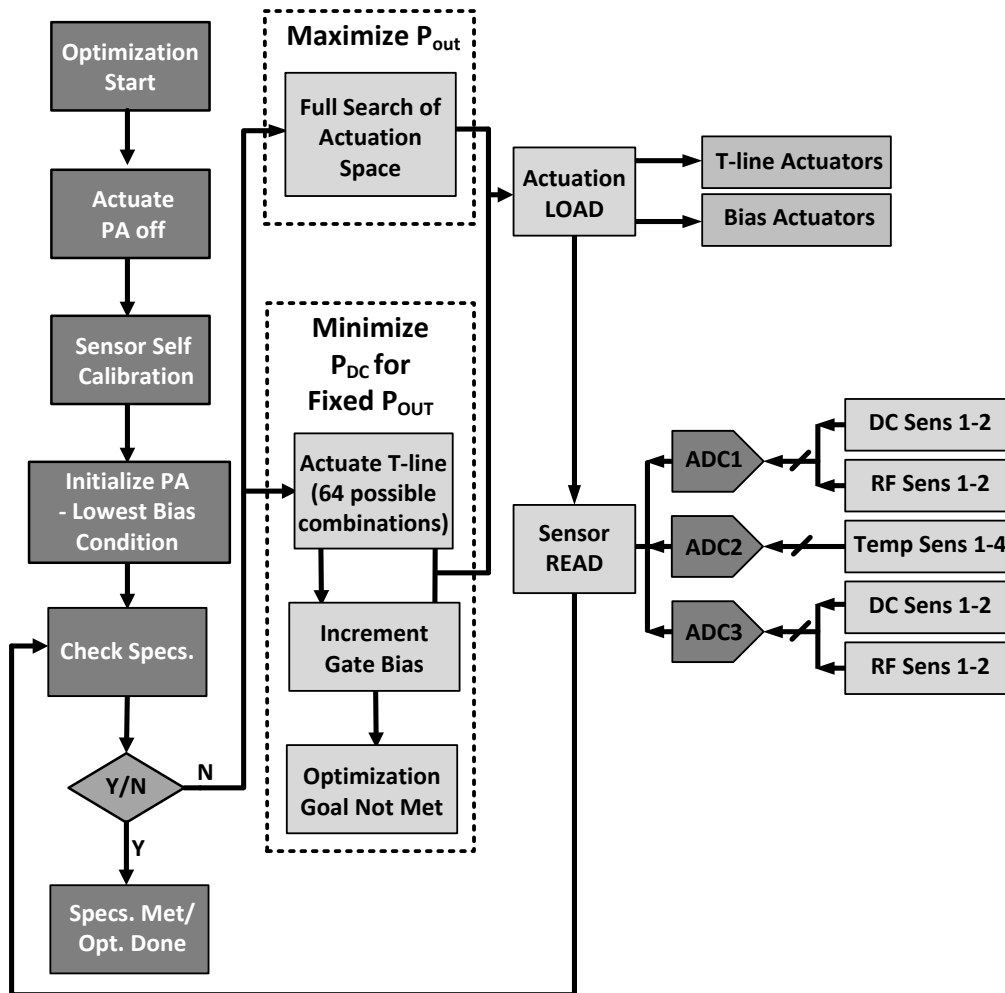 Optimization
Start
Actuate
PA off
Sensor Self
Calibration
Initialize PA
- Lowest Bias
Condition
Check Specs.
Y/N
N
Y
Specs. Met/
Opt. Done
Maximize Pout
Full Search of
Actuation
Space
Minimize
PDC for
Fixed POUT
Actuate T-line
(64 possible
combinations)
Increment
Gate Bias
Optimization
Goal Not Met
Actuation
LOAD
T-line Actuators
Bias Actuators
Sensor
READ
ADC1
ADC2
ADC3
DC Sens 1-2
RF Sens 1-2
Temp Sens 1-4
DC Sens 1-2
RF Sens 1-2